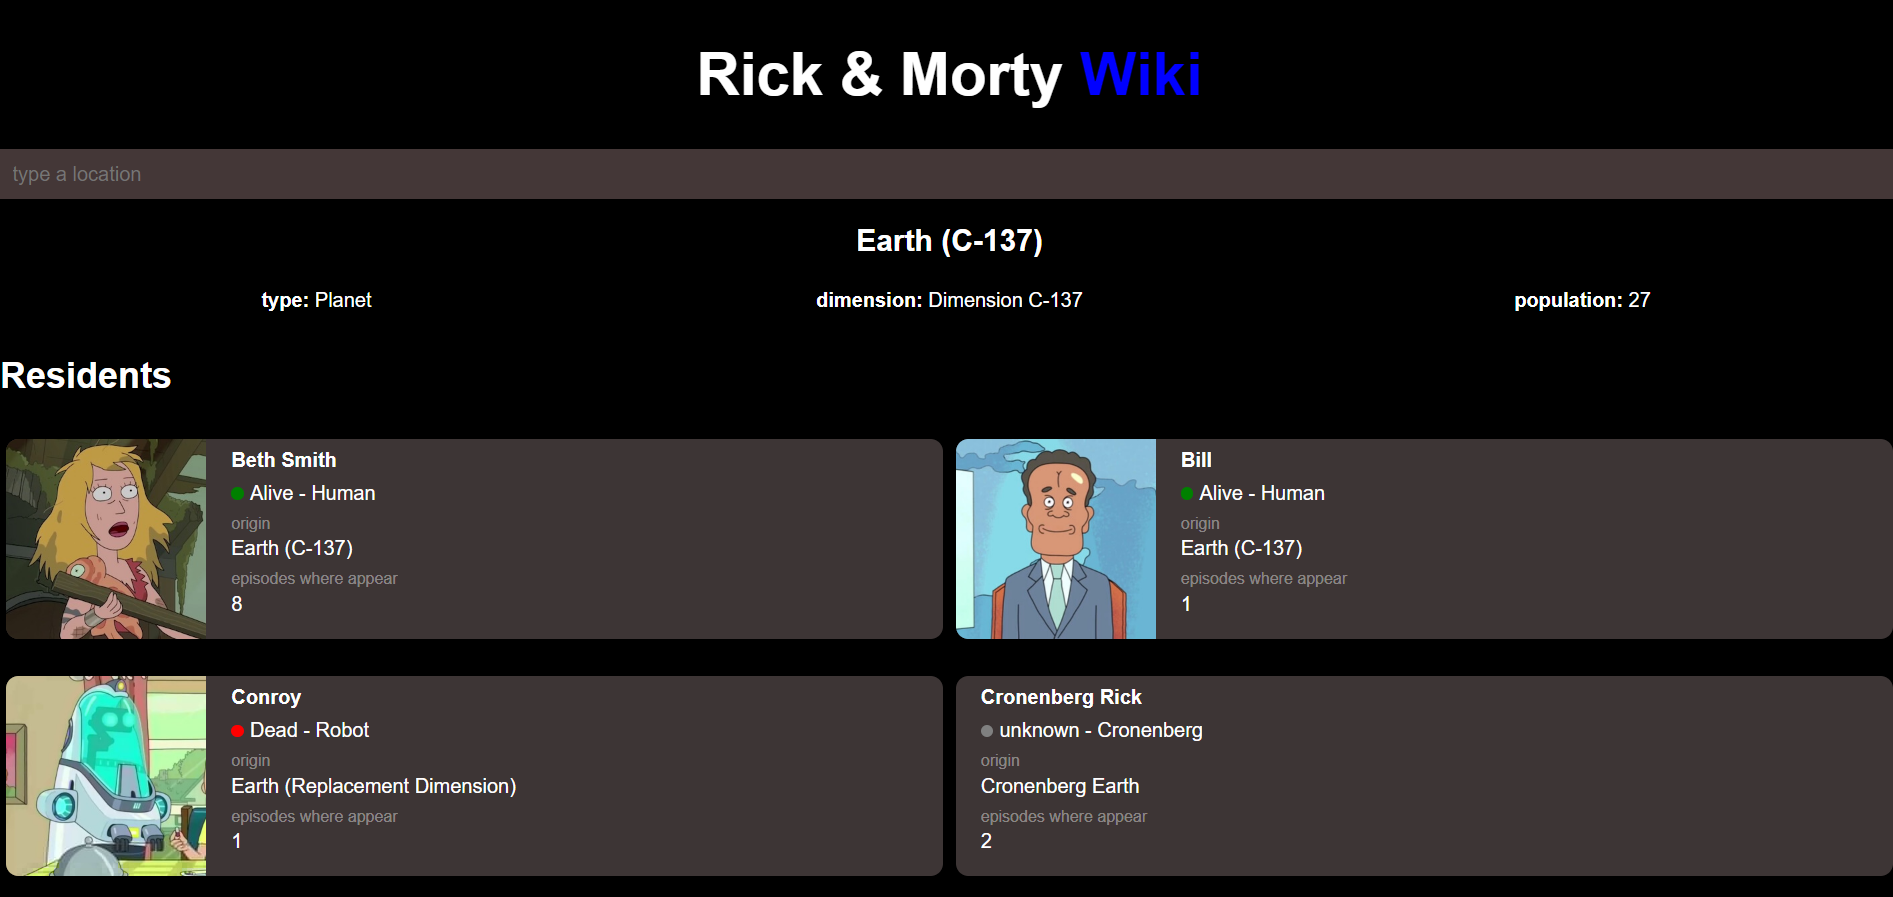 Rick & Morty Wiki
type a location
Earth (C-137)
type: Planet dimension: Dimension C-137 population: 27
Residents
Beth Smith
Alive - Human
origin
Earth (C-137)
episodes where appear
8
Bill
Alive - Human
origin
Earth (C-137)
episodes where appear
1
Conroy
Dead - Robot
origin
Earth (Replacement Dimension)
episodes where appear
1
Cronenberg Rick
unknown - Cronenberg
origin
Cronenberg Earth
episodes where appear
2